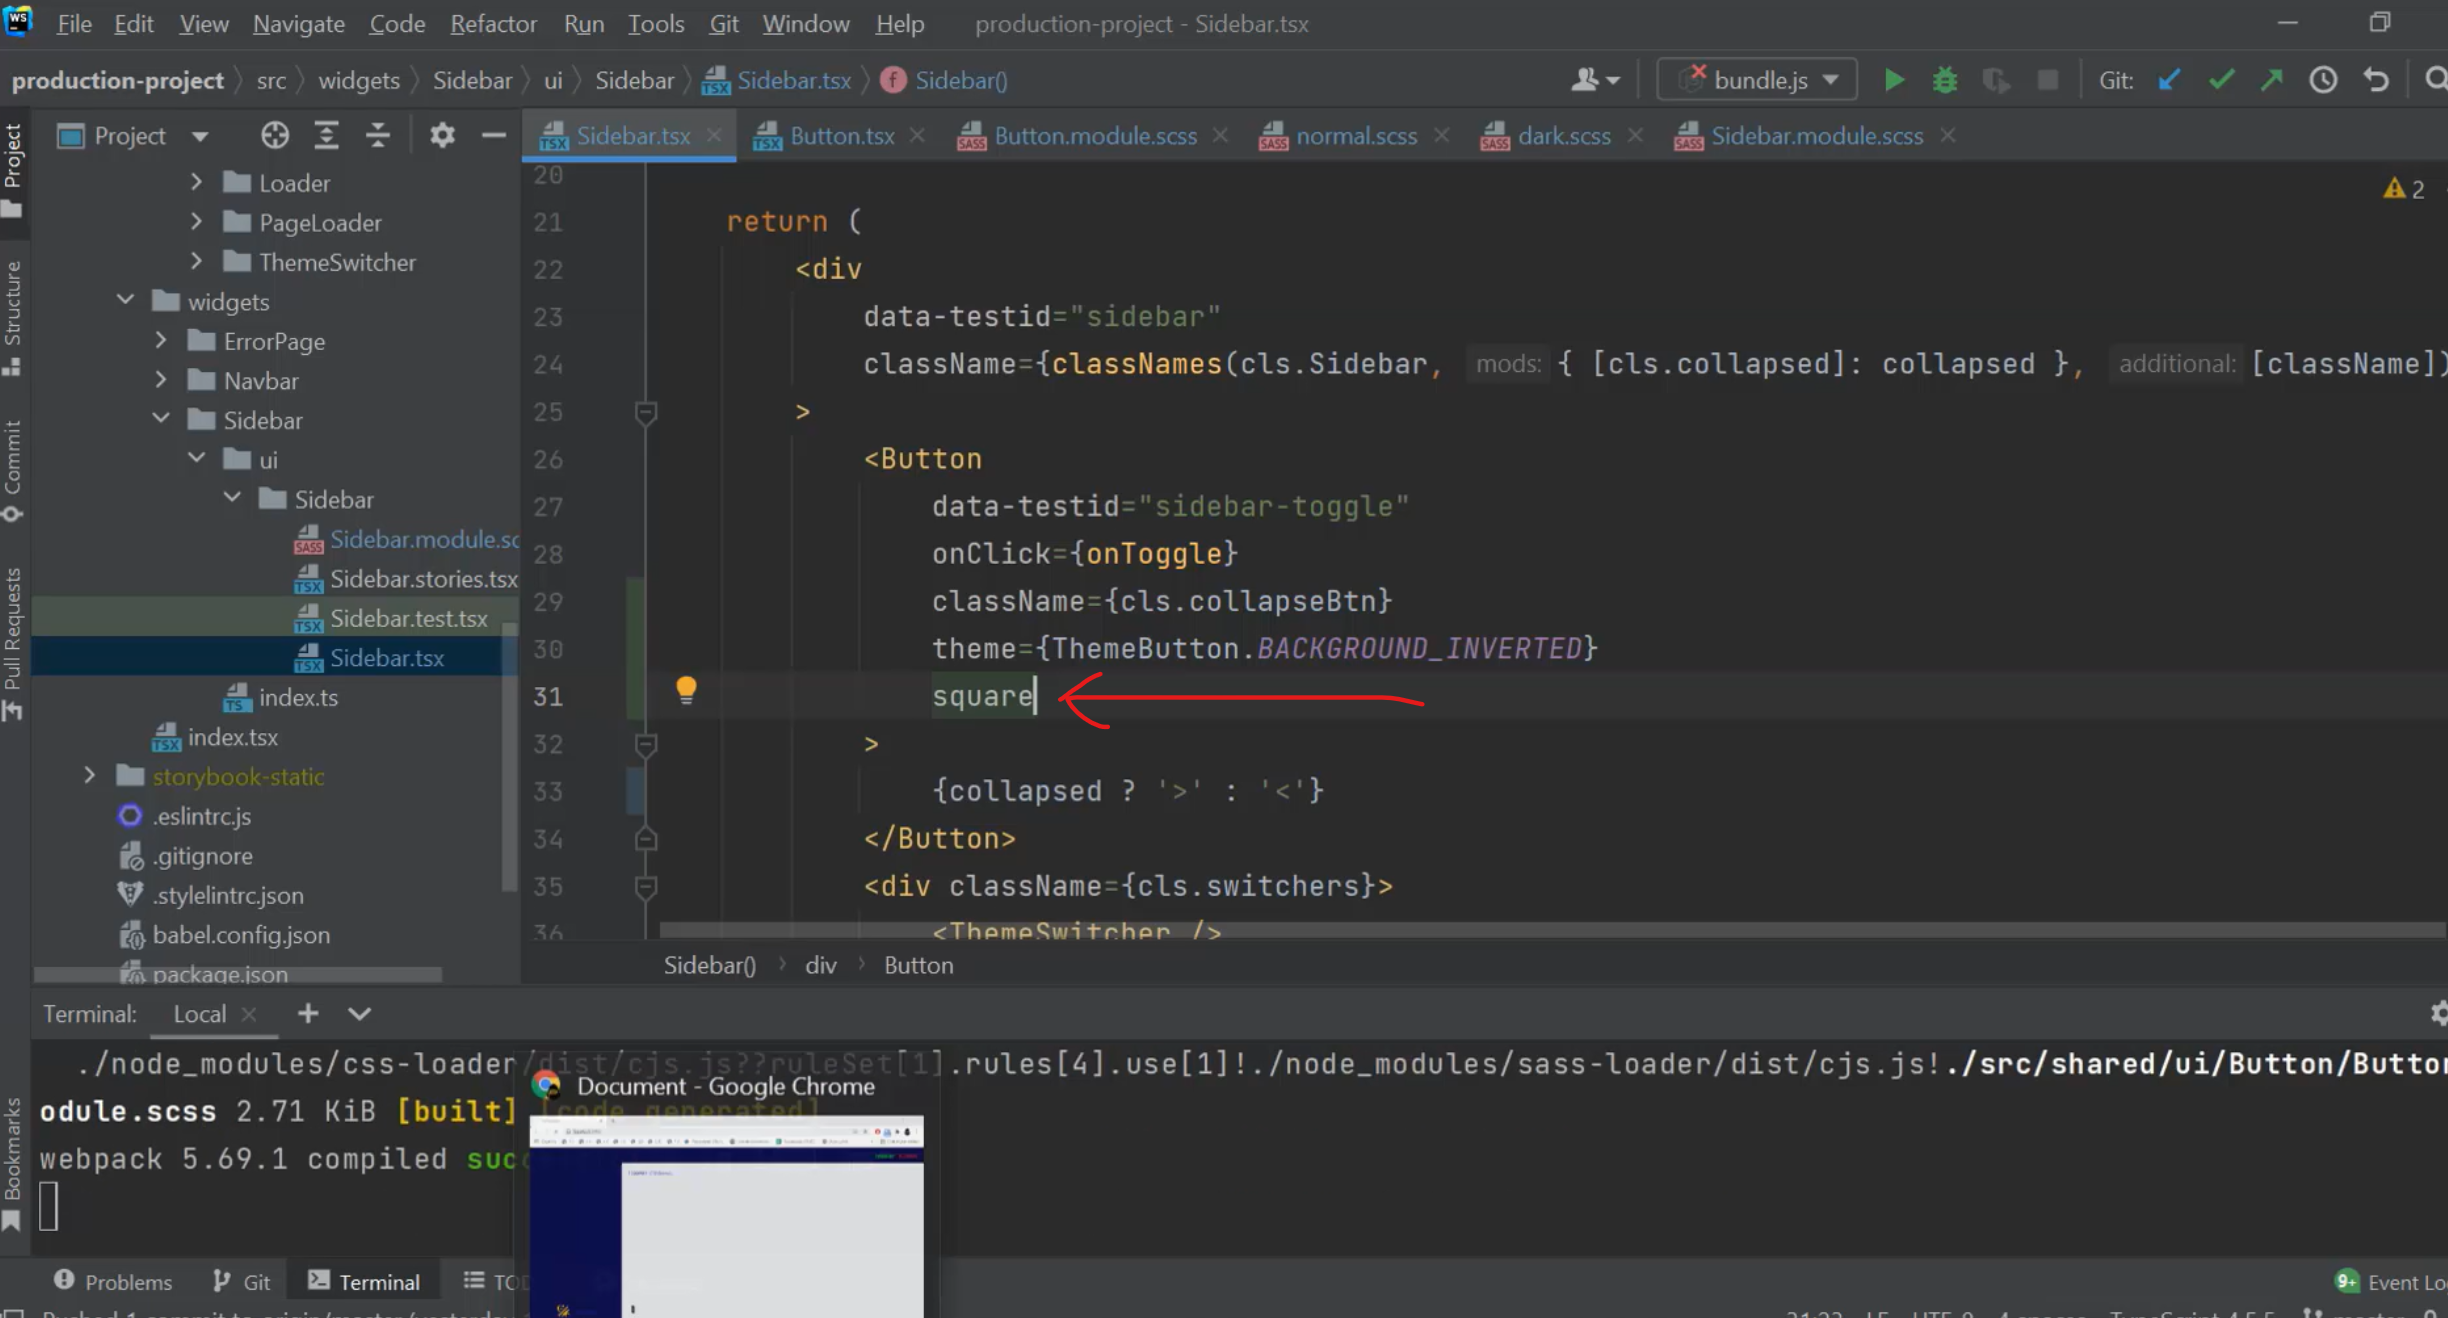 File Edit View Navigate Code Refactor Run Tools Git Window Help production-project - Sidebar.tsx
production-project src widgets Sidebar ui Sidebar Sidebar.tsx Sidebar() bundle.js Git:
Project
Sidebar.tsx Button.tsx Button.module.scss normal.scss dark.scss Sidebar.module.scss
Project
Structure
Commit
Pull Requests
Bookmarks
Loader
PageLoader
ThemeSwitcher
widgets
ErrorPage
Navbar
Sidebar
ui
Sidebar
Sidebar.module.sc
Sidebar.stories.tsx
Sidebar.test.tsx
Sidebar.tsx
index.ts
index.tsx
storybook-static
.eslintrc.js
.gitignore
.stylelintrc.json
babel.config.json
package.json
2
20
21 return (
22 <div
23 data-testid="sidebar"
24 className={classNames(cls.Sidebar, mods: { [cls.collapsed]: collapsed }, additional: [className])
25 >
26 <Button
27 data-testid="sidebar-toggle"
28 onClick={onToggle}
29 className={cls.collapseBtn}
30 theme={ThemeButton.BACKGROUND_INVERTED}
31 square
32 >
33 {collapsed ? '>' : '<'}
34 </Button>
35 <div className={cls.switchers}>
36 <ThemeSwitcher />
Sidebar() div Button
Terminal: Local
./node_modules/css-loader/dist/cjs.js??ruleSet[1].rules[4].use[1]!./node_modules/sass-loader/dist/cjs.js!./src/shared/ui/Button/Button
odule.scss 2.71 KiB [built] [code generated]
webpack 5.69.1 compiled suc
Document - Google Chrome
Problems Git Terminal TOD
9+ Event Lo